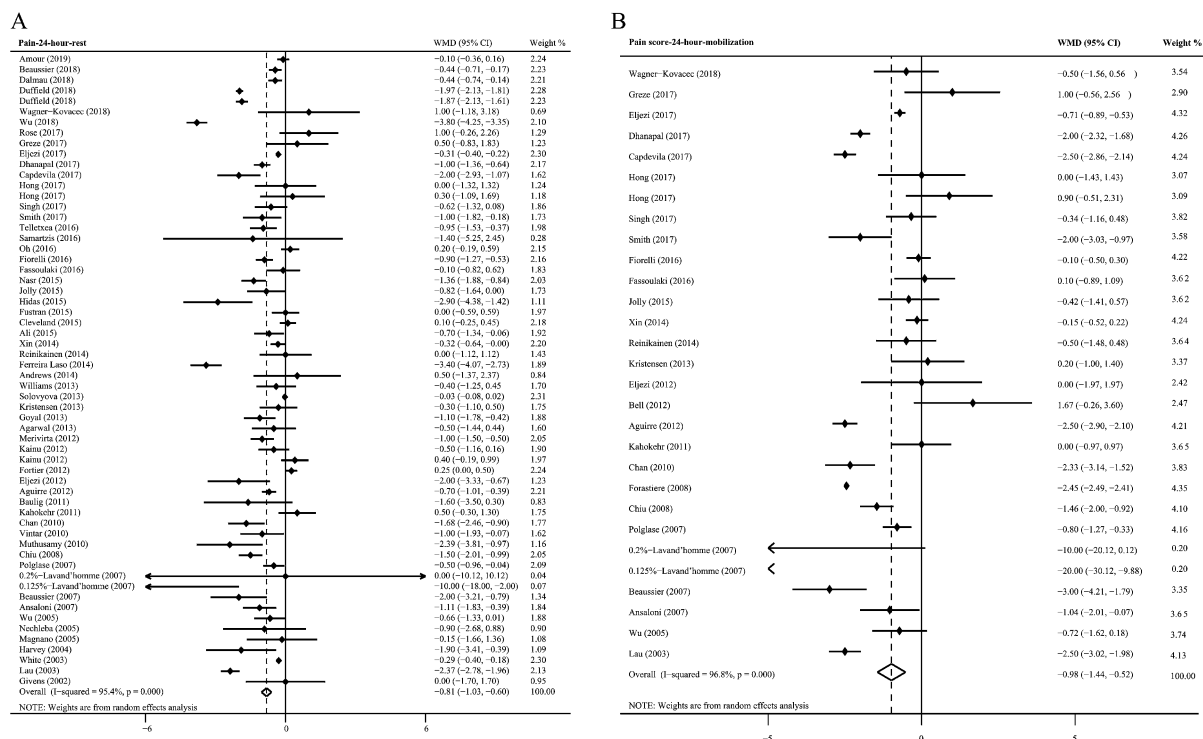 A
Pain-24-hour-rest WMD (95% CI) Weight %
Amour (2019) −0.10 (−0.36, 0.16) 2.24
Beaussier (2018) −0.44 (−0.71, −0.17) 2.23
Dalmau (2018) −0.44 (−0.74, −0.14) 2.21
Duffield (2018) −1.97 (−2.13, −1.81) 2.28
Duffield (2018) −1.87 (−2.13, −1.61) 2.23
Wagner−Kovacec (2018) 1.00 (−1.18, 3.18) 0.69
Wu (2018) −3.80 (−4.25, −3.35) 2.10
Rose (2017) 1.00 (−0.26, 2.26) 1.29
Greze (2017) 0.50 (−0.83, 1.83) 1.23
Eljezi (2017) −0.31 (−0.40, −0.22) 2.30
Dhanapal (2017) −1.00 (−1.36, −0.64) 2.17
Capdevila (2017) −2.00 (−2.93, −1.07) 1.62
Hong (2017) 0.00 (−1.32, 1.32) 1.24
Hong (2017) 0.30 (−1.09, 1.69) 1.18
Singh (2017) −0.62 (−1.32, 0.08) 1.86
Smith (2017) −1.00 (−1.82, −0.18) 1.73
Telletxea (2016) −0.95 (−1.53, −0.37) 1.98
Samartzis (2016) −1.40 (−5.25, 2.45) 0.28
Oh (2016) 0.20 (−0.19, 0.59) 2.15
Fiorelli (2016) −0.90 (−1.27, −0.53) 2.16
Fassoulaki (2016) −0.10 (−0.82, 0.62) 1.83
Nasr (2015) −1.36 (−1.88, −0.84) 2.03
Jolly (2015) −0.82 (−1.64, 0.00) 1.73
Hidas (2015) −2.90 (−4.38, −1.42) 1.11
Fustran (2015) 0.00 (−0.59, 0.59) 1.97
Cleveland (2015) 0.10 (−0.25, 0.45) 2.18
Ali (2015) −0.70 (−1.34, −0.06) 1.92
Xin (2014) −0.32 (−0.64, −0.00) 2.20
Reinikainen (2014) 0.00 (−1.12, 1.12) 1.43
Ferreira Laso (2014) −3.40 (−4.07, −2.73) 1.89
Andrews (2014) 0.50 (−1.37, 2.37) 0.84
Williams (2013) −0.40 (−1.25, 0.45 1.70
Solovyova (2013) −0.03 (−0.08, 0.02) 2.31
Kristensen (2013) −0.30 (−1.10, 0.50) 1.75
Goyal (2013) −1.10 (−1.78, −0.42) 1.88
Agarwal (2013) −0.50 (−1.44, 0.44) 1.60
Merivirta (2012) −1.00 (−1.50, −0.50) 2.05
Kainu (2012) −0.50 (−1.16, 0.16) 1.90
Kainu (2012) 0.40 (−0.19, 0.99) 1.97
Fortier (2012) 0.25 (0.00, 0.50) 2.24
Eljezi (2012) −2.00 (−3.33, −0.67) 1.23
Aguirre (2012) −0.70 (−1.01, −0.39) 2.21
Baulig (2011) −1.60 (−3.50, 0.30) 0.83
Kahokehr (2011) 0.50 (−0.30, 1.30) 1.75
Chan (2010) −1.68 (−2.46, −0.90) 1.77
Vintar (2010) −1.00 (−1.93, −0.07) 1.62
Muthusamy (2010) −2.39 (−3.81, −0.97) 1.16
Chiu (2008) −1.50 (−2.01, −0.99) 2.05
Polglase (2007) −0.50 (−0.96, −0.04) 2.09
0.2%−Lavand'homme (2007) 0.00 (−10.12, 10.12) 0.04
0.125%−Lavand'homme (2007) −10.00 (−18.00, −2.00) 0.07
Beaussier (2007) −2.00 (−3.21, −0.79) 1.34
Ansaloni (2007) −1.11 (−1.83, −0.39) 1.84
Wu (2005) −0.66 (−1.33, 0.01) 1.88
Nechleba (2005) −0.90 (−2.68, 0.88) 0.90
Magnano (2005) −0.15 (−1.66, 1.36) 1.08
Harvey (2004) −1.90 (−3.41, −0.39) 1.09
White (2003) −0.29 (−0.40, −0.18) 2.30
Lau (2003) −2.37 (−2.78, −1.96) 2.13
Givens (2002) 0.00 (−1.70, 1.70) 0.95
Overall (I−squared = 95.4%, p = 0.000) −0.81 (−1.03, −0.60) 100.00
NOTE: Weights are from random effects analysis
−6 0 6
B
Pain score-24-hour-mobilization WMD (95% CI) Weight %
Wagner−Kovacec (2018) −0.50 (−1.56, 0.56 ) 3.54
Greze (2017) 1.00 (−0.56, 2.56 ) 2.90
Eljezi (2017) −0.71 (−0.89, −0.53) 4.32
Dhanapal (2017) −2.00 (−2.32, −1.68) 4.26
Capdevila (2017) −2.50 (−2.86, −2.14) 4.24
Hong (2017) 0.00 (−1.43, 1.43) 3.07
Hong (2017) 0.90 (−0.51, 2.31) 3.09
Singh (2017) −0.34 (−1.16, 0.48) 3.82
Smith (2017) −2.00 (−3.03, −0.97) 3.58
Fiorelli (2016) −0.10 (−0.50, 0.30) 4.22
Fassoulaki (2016) 0.10 (−0.89, 1.09) 3.62
Jolly (2015) −0.42 (−1.41, 0.57) 3.62
Xin (2014) −0.15 (−0.52, 0.22) 4.24
Reinikainen (2014) −0.50 (−1.48, 0.48) 3.64
Kristensen (2013) 0.20 (−1.00, 1.40) 3.37
Eljezi (2012) 0.00 (−1.97, 1.97) 2.42
Bell (2012) 1.67 (−0.26, 3.60) 2.47
Aguirre (2012) −2.50 (−2.90, −2.10) 4.21
Kahokehr (2011) 0.00 (−0.97, 0.97) 3.65
Chan (2010) −2.33 (−3.14, −1.52) 3.83
Forastiere (2008) −2.45 (−2.49, −2.41) 4.35
Chiu (2008) −1.46 (−2.00, −0.92) 4.10
Polglase (2007) −0.80 (−1.27, −0.33) 4.16
0.2%−Lavand'homme (2007) −10.00 (−20.12, 0.12) 0.20
0.125%−Lavand'homme (2007) −20.00 (−30.12, −9.88) 0.20
Beaussier (2007) −3.00 (−4.21, −1.79) 3.35
Ansaloni (2007) −1.04 (−2.01, −0.07) 3.65
Wu (2005) −0.72 (−1.62, 0.18) 3.74
Lau (2003) −2.50 (−3.02, −1.98) 4.13
Overall (I−squared = 96.8%, p = 0.000) −0.98 (−1.44, −0.52) 100.00
NOTE: Weights are from random effects analysis
−5 0 5